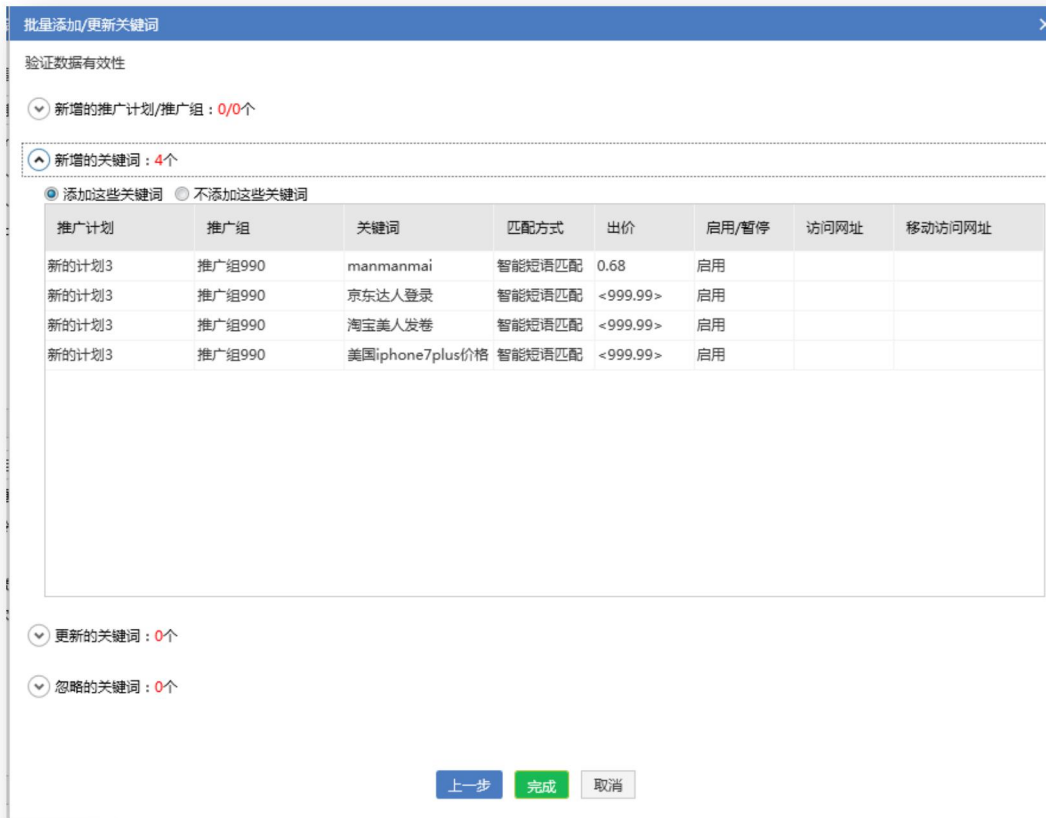 批量添加/更新关键词
验证数据有效性
新增的推广计划/推广组：0/0个
新增的关键词：4个
添加这些关键词 不添加这些关键词
推广计划 推广组 关键词 匹配方式 出价 启用/暂停 访问网址 移动访问网址
新的计划3 推广组990 manmanmai 智能短语匹配 0.68 启用
新的计划3 推广组990 京东达人登录 智能短语匹配 <999.99> 启用
新的计划3 推广组990 淘宝美人发卷 智能短语匹配 <999.99> 启用
新的计划3 推广组990 美国iphone7plus价格 智能短语匹配 <999.99> 启用
更新的关键词：0个
忽略的关键词：0个
上一步 完成 取消